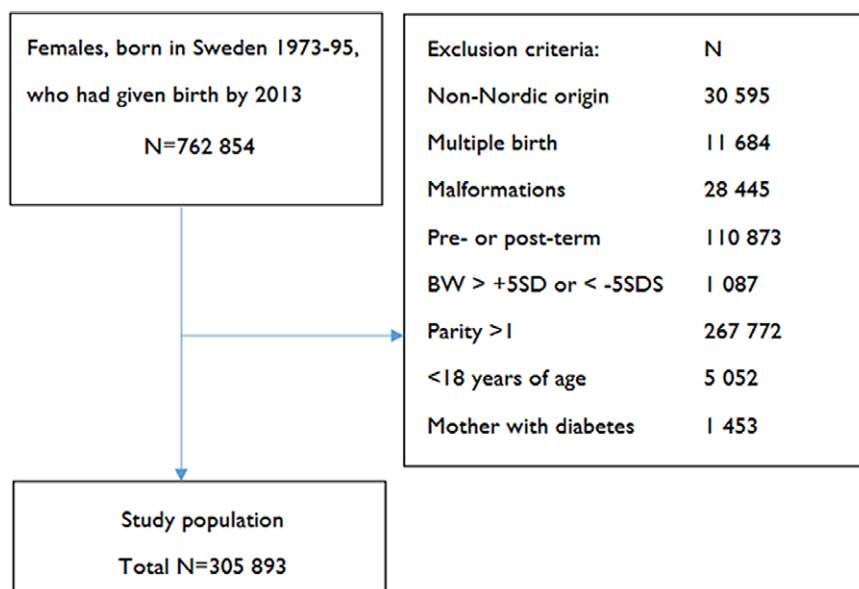 Females, born in Sweden 1973-95,
who had given birth by 2013
N=762 854
Exclusion criteria: N
Non-Nordic origin 30 595
Multiple birth 11 684
Malformations 28 445
Pre- or post-term 110 873
BW > +5SD or < -5SDS 1 087
Parity >1 267 772
<18 years of age 5 052
Mother with diabetes 1 453
Study population
Total N=305 893